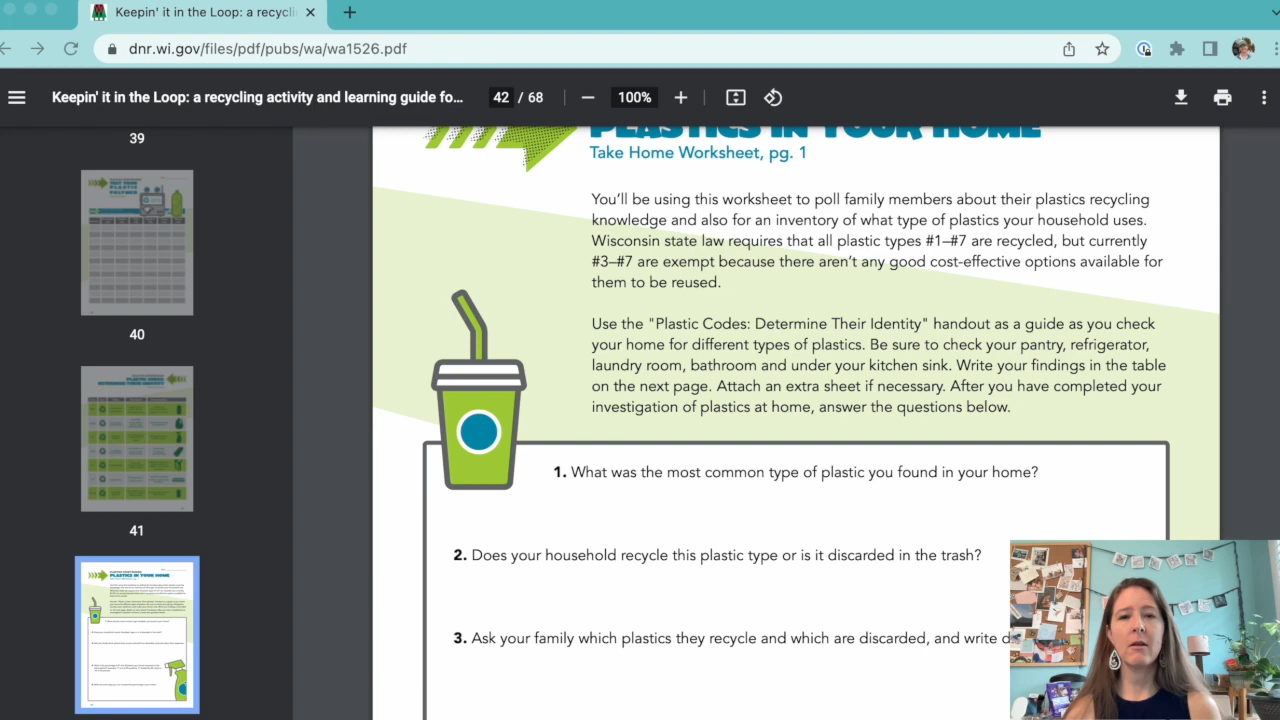 Keepin' it in the Loop: a recycli
dnr.wi.gov/files/pdf/pubs/wa/wa1526.pdf
Keepin' it in the Loop: a recycling activity and learning guide fo...
42 / 68
100%
39
40
41
PLASTICS IN YOUR HOME
Take Home Worksheet, pg. 1
You'll be using this worksheet to poll family members about their plastics recycling
knowledge and also for an inventory of what type of plastics your household uses.
Wisconsin state law requires that all plastic types #1–#7 are recycled, but currently
#3–#7 are exempt because there aren't any good cost-effective options available for
them to be reused.
Use the "Plastic Codes: Determine Their Identity" handout as a guide as you check
your home for different types of plastics. Be sure to check your pantry, refrigerator,
laundry room, bathroom and under your kitchen sink. Write your findings in the table
on the next page. Attach an extra sheet if necessary. After you have completed your
investigation of plastics at home, answer the questions below.
1. What was the most common type of plastic you found in your home?
2. Does your household recycle this plastic type or is it discarded in the trash?
3. Ask your family which plastics they recycle and which are discarded, and write d